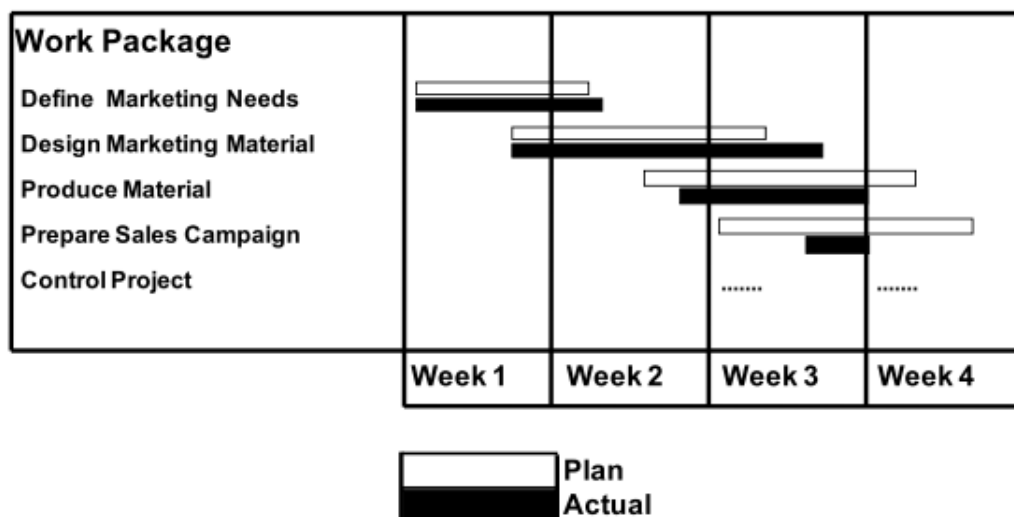 Work Package
Define Marketing Needs
Design Marketing Material
Produce Material
Prepare Sales Campaign
Control Project
.......
.......
Week 1
Week 2
Week 3
Week 4
Plan
Actual